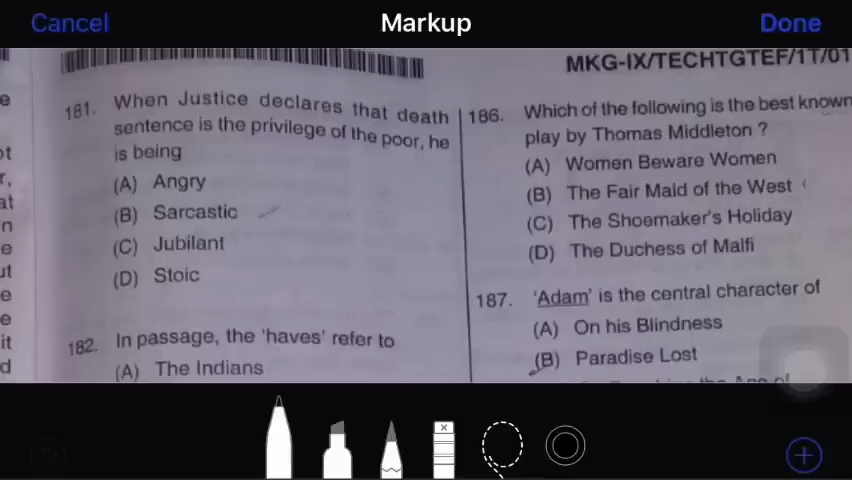 Cancel
Markup
Done
MKG-IX/TECHTGTEF/1T/01
181. When Justice declares that death
sentence is the privilege of the poor, he
is being
(A) Angry
(B) Sarcastic
(C) Jubilant
(D) Stoic
182. In passage, the 'haves' refer to
(A) The Indians
186. Which of the following is the best known
play by Thomas Middleton ?
(A) Women Beware Women
(B) The Fair Maid of the West
(C) The Shoemaker's Holiday
(D) The Duchess of Malfi
187. 'Adam' is the central character of
(A) On his Blindness
(B) Paradise Lost